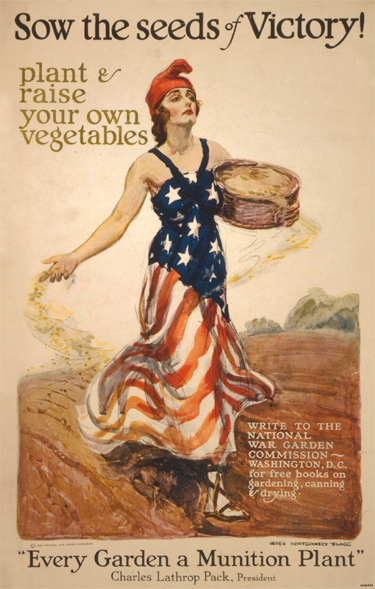 Sow the seeds of Victory!
plant &
raise
your own
vegetables
WRITE TO THE
NATIONAL
WAR GARDEN
COMMISSION ~
WASHINGTON, D.C.
for free books on
gardening, canning
& drying.
JAMES MONTGOMERY FLAGG
"Every Garden a Munition Plant"
Charles Lathrop Pack, President